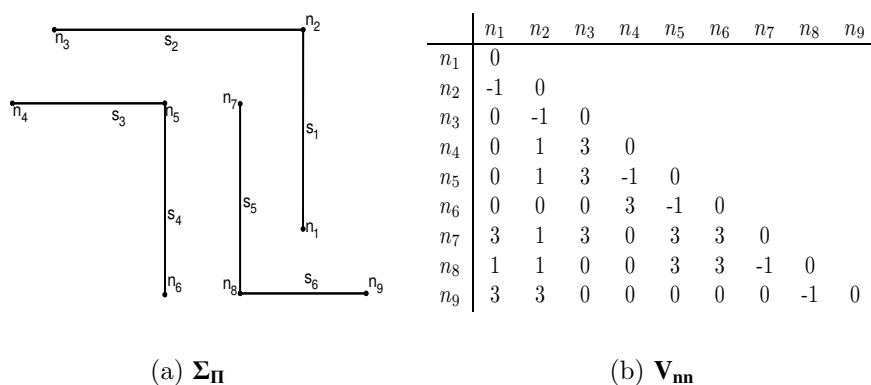 n3 s2 n2
n4 s3 n5 n7
s1
s4 s5 n1
n6 n8 s6 n9
n1 n2 n3 n4 n5 n6 n7 n8 n9
n1 0
n2 -1 0
n3 0 -1 0
n4 0 1 3 0
n5 0 1 3 -1 0
n6 0 0 0 3 -1 0
n7 3 1 3 0 3 3 0
n8 1 1 0 0 3 3 -1 0
n9 3 3 0 0 0 0 0 -1 0
(a) ΣΠ
(b) Vnn